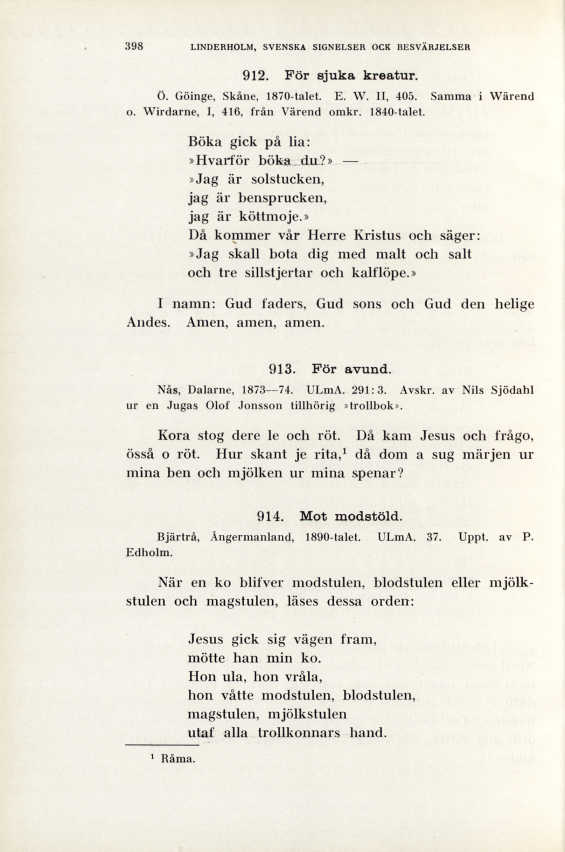 398 LINDERHOLM, SVENSKA SIGNELSER OCK BESVÄRJELSER
912. För sjuka kreatur.
Ö. Göinge, Skåne, 1870-talet. E. W. II, 405. Samma i Wärend
o. Wirdarne, I, 416, från Värend omkr. 1840-talet.
Böka gick på lia:
»Hvarför böka du?» —
»Jag är solstucken,
jag är bensprucken,
jag är köttmoje.»
Då kommer vår Herre Kristus och säger:
»Jag skall bota dig med malt och salt
och tre sillstjertar och kalflöpe.»
I namn: Gud faders, Gud sons och Gud den helige
Andes. Amen, amen, amen.
913. För avund.
Nås, Dalarne, 1873—74. ULmA. 291: 3. Avskr. av Nils Sjödahl
ur en Jugas Olof Jonsson tillhörig »trollbok».
Kora stog dere le och röt. Då kam Jesus och frågo,
össå o röt. Hur skant je rita,¹ då dom a sug märjen ur
mina ben och mjölken ur mina spenar?
914. Mot modstöld.
Bjärtrå, Ångermanland, 1890-talet. ULmA. 37. Uppt. av P.
Edholm.
När en ko blifver modstulen, blodstulen eller mjölk-
stulen och magstulen, läses dessa orden:
Jesus gick sig vägen fram,
mötte han min ko.
Hon ula, hon vråla,
hon våtte modstulen, blodstulen,
magstulen, mjölkstulen
utaf alla trollkonnars hand.
¹ Råma.